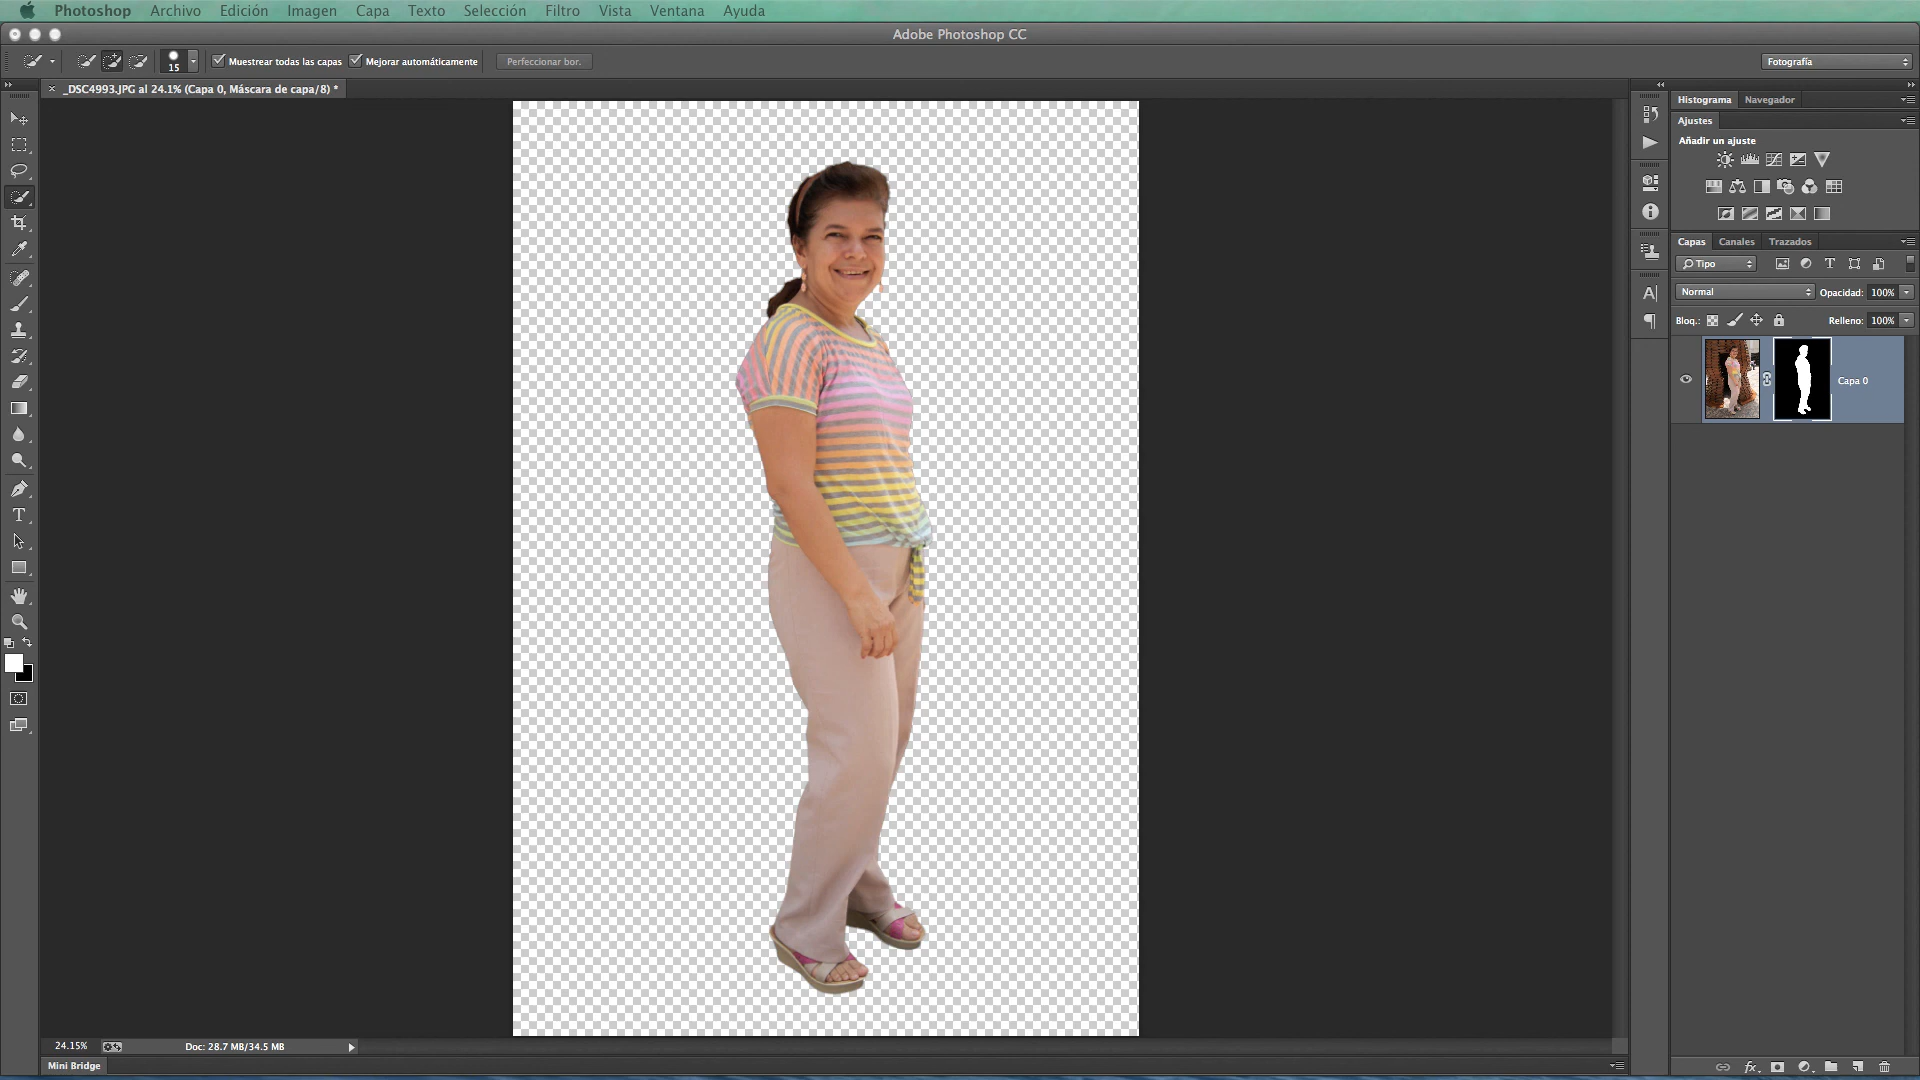 Photoshop Archivo Edición Imagen Capa Texto Selección Filtro Vista Ventana Ayuda
Adobe Photoshop CC
15 Muestrear todas las capas Mejorar automáticamente Perfeccionar bor. Fotografía
_DSC4993.JPG al 24.1% (Capa 0, Máscara de capa/8) *
Histograma Navegador
Ajustes
Añadir un ajuste
Capas Canales Trazados
Tipo
Normal Opacidad: 100%
Bloq.: Relleno: 100%
Capa 0
24.15% Doc: 28.7 MB/34.5 MB
Mini Bridge